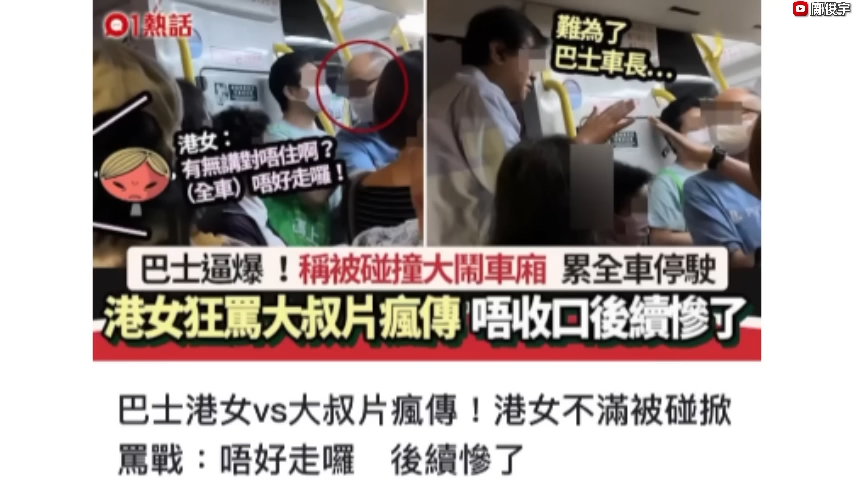 01熱話
關俊宇
難為了
巴士車長...
港女：
有無講對唔住啊？
（全車）唔好走囉！
巴士逼爆！稱被碰撞大鬧車廂 累全車停駛
港女狂罵大叔片瘋傳 唔收口後續慘了
巴士港女vs大叔片瘋傳！港女不滿被碰掀
罵戰：唔好走囉 後續慘了